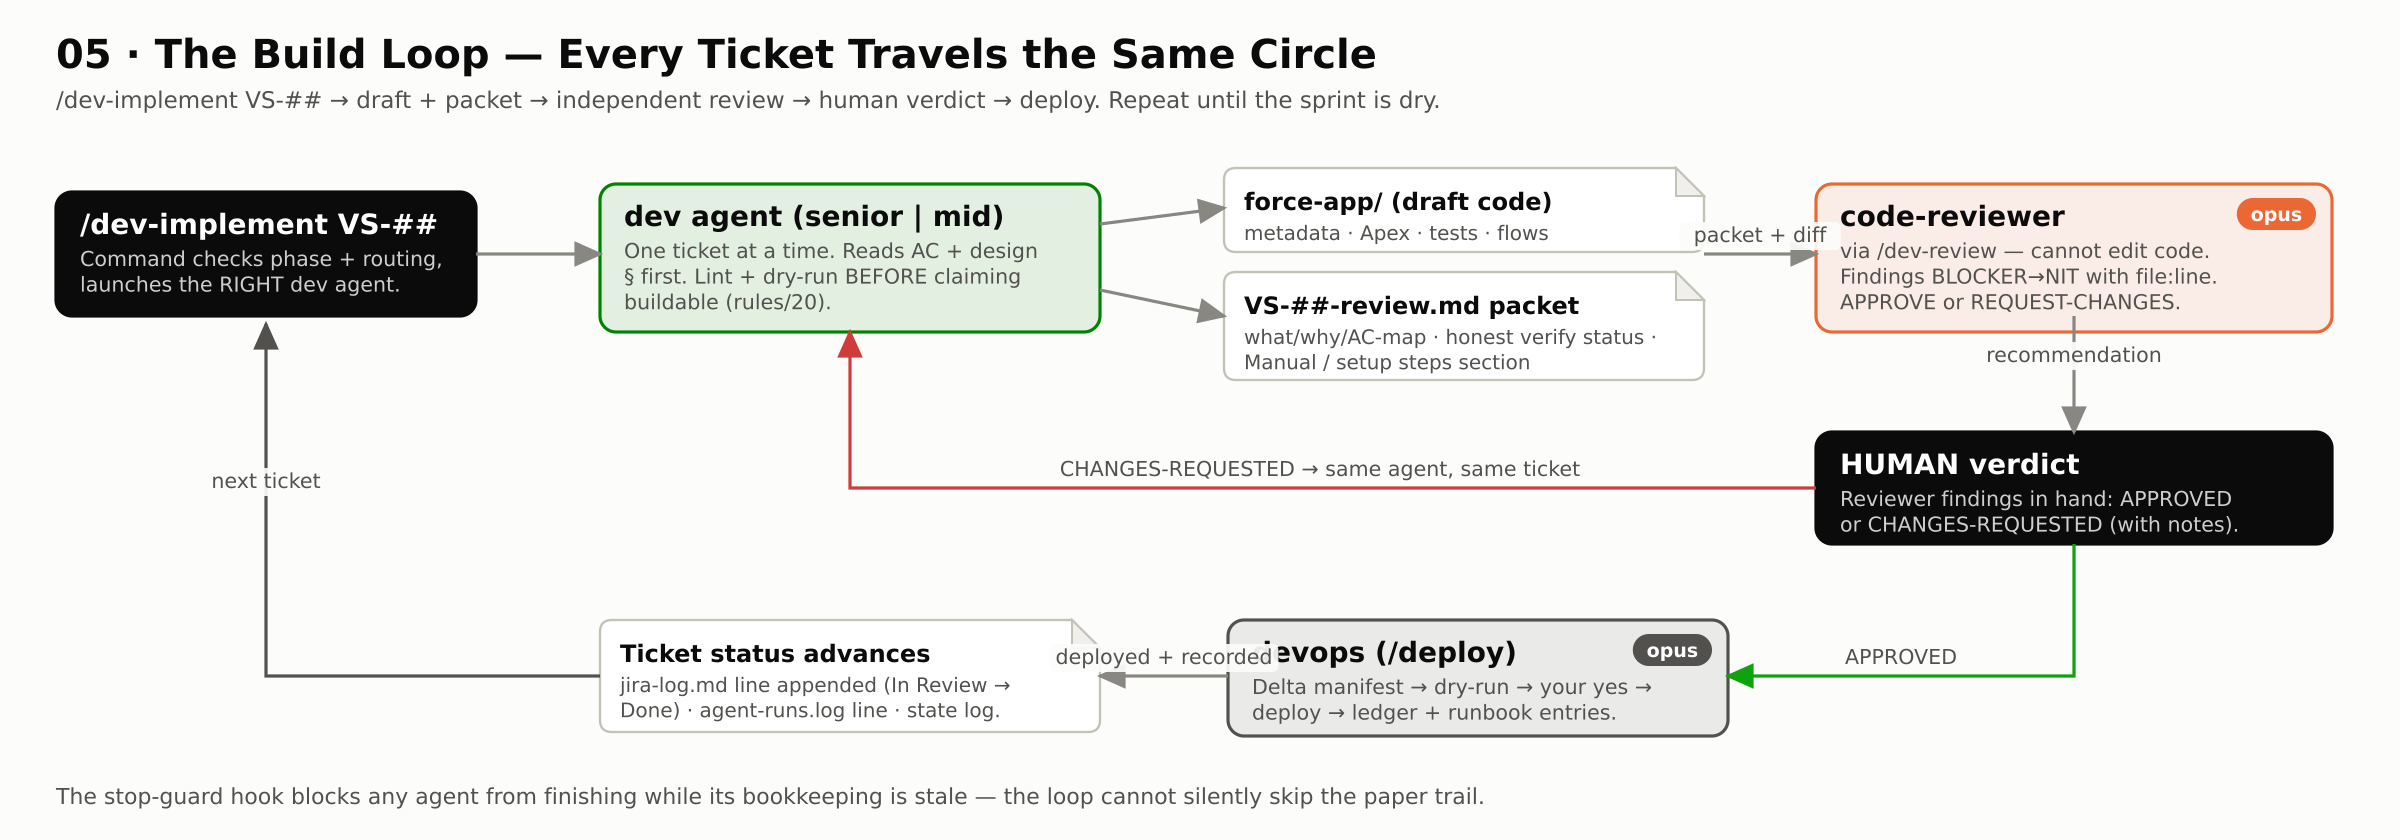 05 · The Build Loop — Every Ticket Travels the Same Circle
/dev-implement VS-## → draft + packet → independent review → human verdict → deploy. Repeat until the sprint is dry.
/dev-implement VS-##
Command checks phase + routing,
launches the RIGHT dev agent.
dev agent (senior | mid)
One ticket at a time. Reads AC + design
§ first. Lint + dry-run BEFORE claiming
buildable (rules/20).
force-app/ (draft code)
metadata · Apex · tests · flows
VS-##-review.md packet
what/why/AC-map · honest verify status ·
Manual / setup steps section
packet + diff
code-reviewer
opus
via /dev-review — cannot edit code.
Findings BLOCKER→NIT with file:line.
APPROVE or REQUEST-CHANGES.
recommendation
HUMAN verdict
Reviewer findings in hand: APPROVED
or CHANGES-REQUESTED (with notes).
CHANGES-REQUESTED → same agent, same ticket
next ticket
APPROVED
devops (/deploy)
opus
Delta manifest → dry-run → your yes →
deploy → ledger + runbook entries.
deployed + recorded
Ticket status advances
jira-log.md line appended (In Review →
Done) · agent-runs.log line · state log.
The stop-guard hook blocks any agent from finishing while its bookkeeping is stale — the loop cannot silently skip the paper trail.